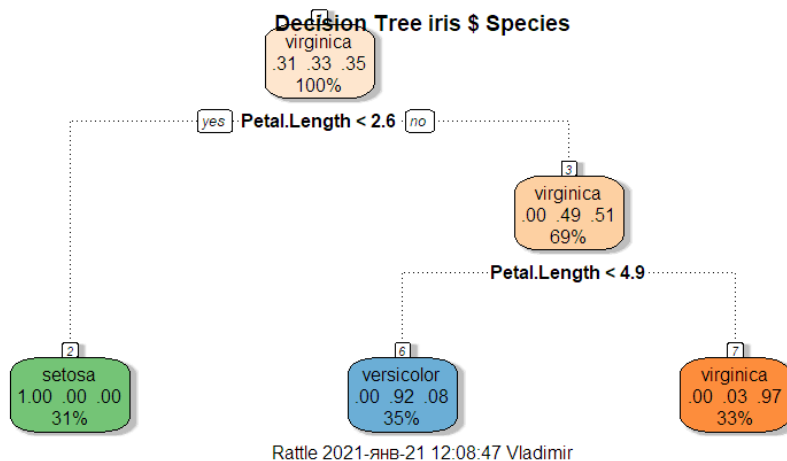 Decision Tree iris $ Species
1
virginica
.31 .33 .35
100%
yes Petal.Length < 2.6 no
3
virginica
.00 .49 .51
69%
Petal.Length < 4.9
2
setosa
1.00 .00 .00
31%
6
versicolor
.00 .92 .08
35%
7
virginica
.00 .03 .97
33%
Rattle 2021-янв-21 12:08:47 Vladimir